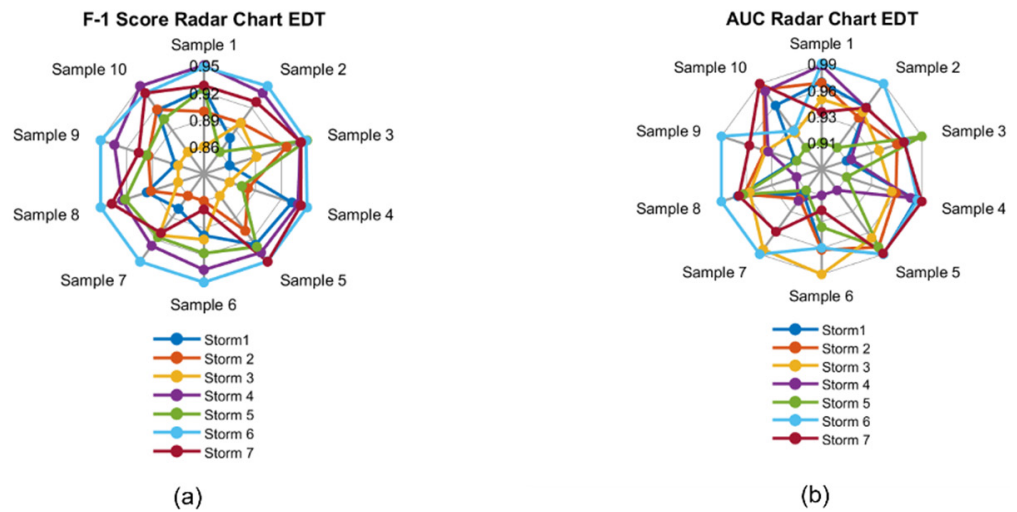 F-1 Score Radar Chart EDT
Sample 1
Sample 10
0.95
Sample 2
0.92
0.89
Sample 9
0.86
Sample 3
Sample 8
Sample 4
Sample 7
Sample 5
Sample 6
Storm1
Storm 2
Storm 3
Storm 4
Storm 5
Storm 6
Storm 7
(a)
AUC Radar Chart EDT
Sample 1
Sample 10
0.99
Sample 2
0.96
0.93
Sample 9
0.91
Sample 3
Sample 8
Sample 4
Sample 7
Sample 5
Sample 6
Storm1
Storm 2
Storm 3
Storm 4
Storm 5
Storm 6
Storm 7
(b)